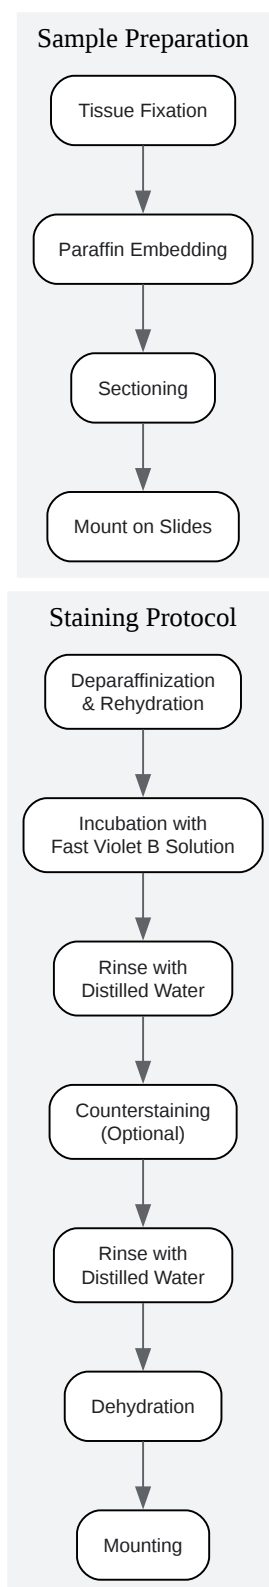 Sample Preparation
Tissue Fixation
Paraffin Embedding
Sectioning
Mount on Slides
Staining Protocol
Deparaffinization
& Rehydration
Incubation with
Fast Violet B Solution
Rinse with
Distilled Water
Counterstaining
(Optional)
Rinse with
Distilled Water
Dehydration
Mounting